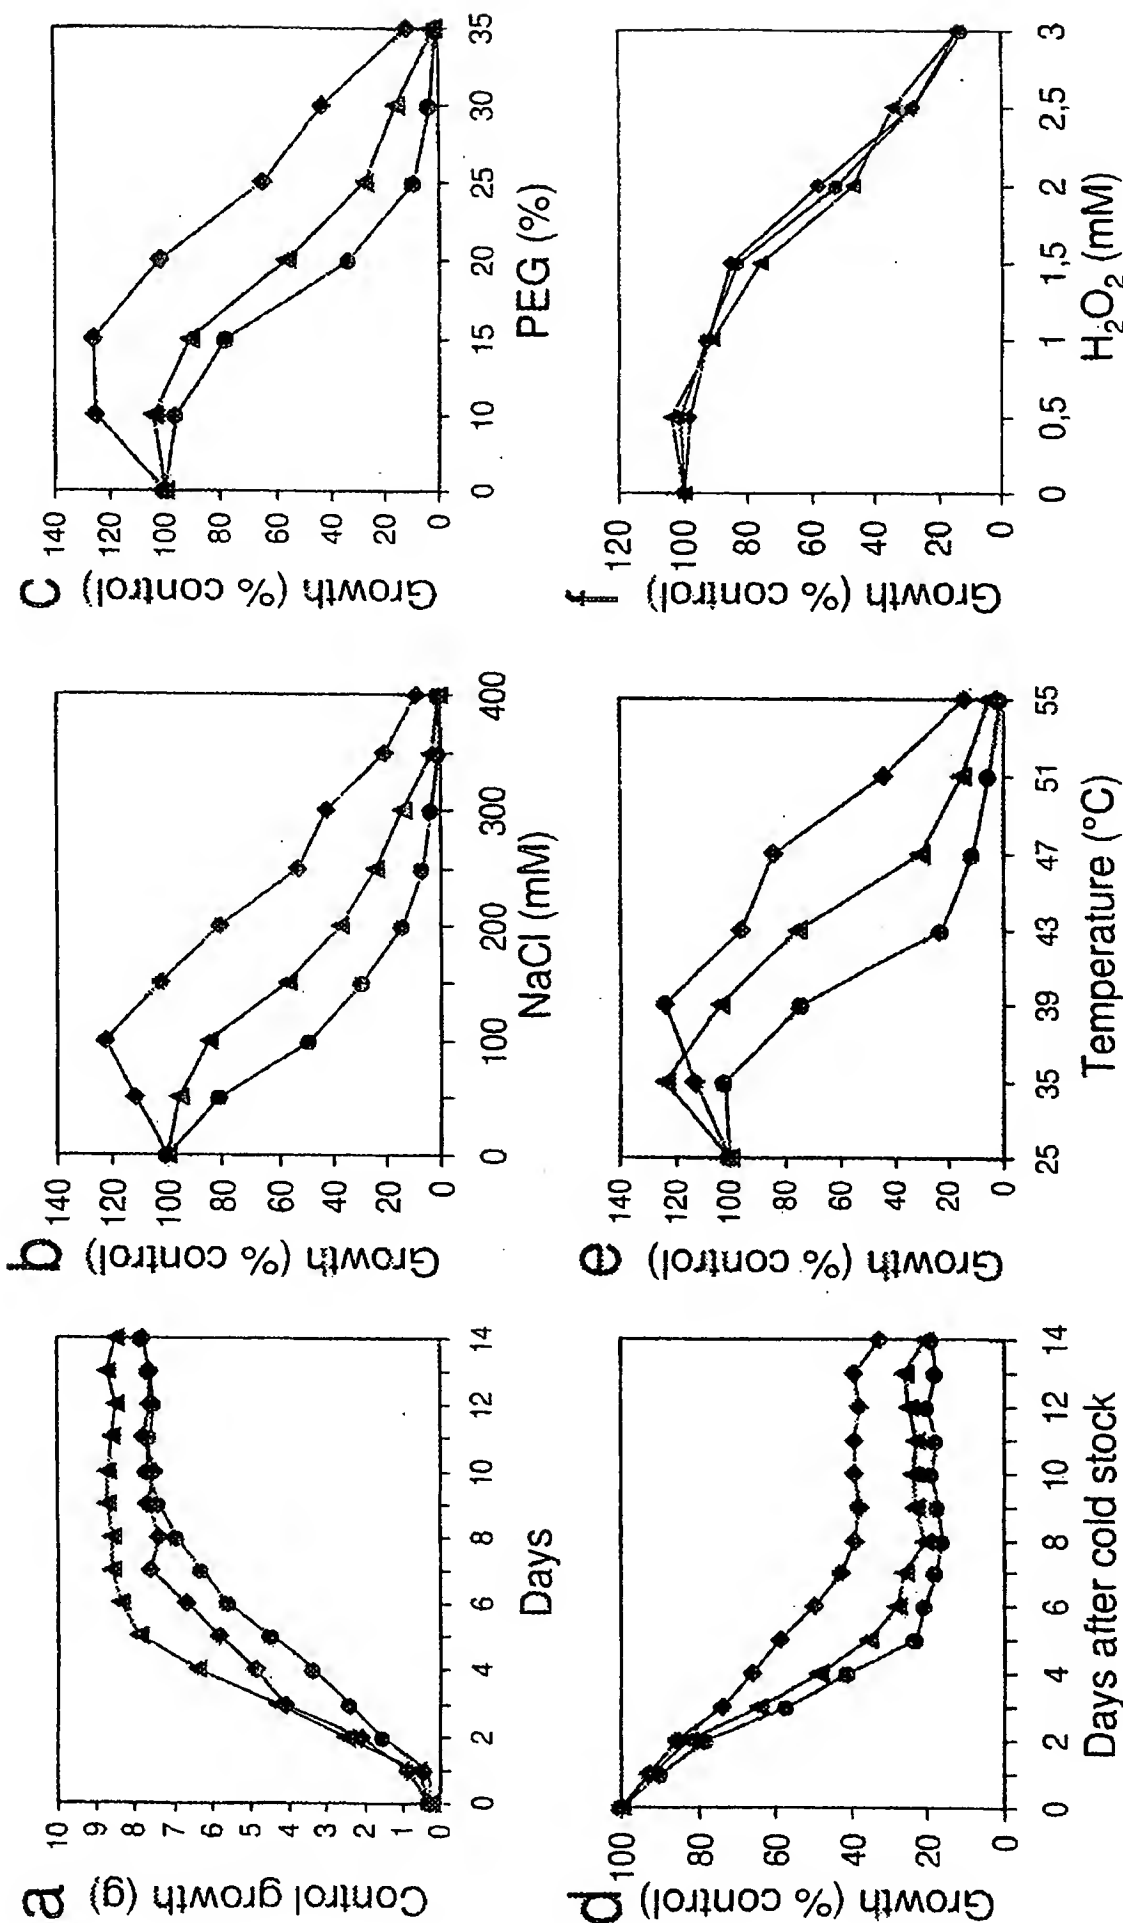 a
Control growth (g)
10
9
8
7
6
5
4
3
2
1
0
0 2 4 6 8 10 12 14
Days
b
Growth (% control)
140
120
100
80
60
40
20
0
0 100 200 300 400
NaCl (mM)
c
Growth (% control)
140
120
100
80
60
40
20
0
0 10 15 20 25 30 35
PEG (%)
d
Growth (% control)
100
80
60
40
20
0
0 2 4 6 8 10 12 14
Days after cold stock
e
Growth (% control)
140
120
100
80
60
40
20
0
25 35 39 43 47 51 55
Temperature (°C)
f
Growth (% control)
120
100
80
60
40
20
0
0 0,5 1 1,5 2 2,5 3
H₂O₂ (mM)